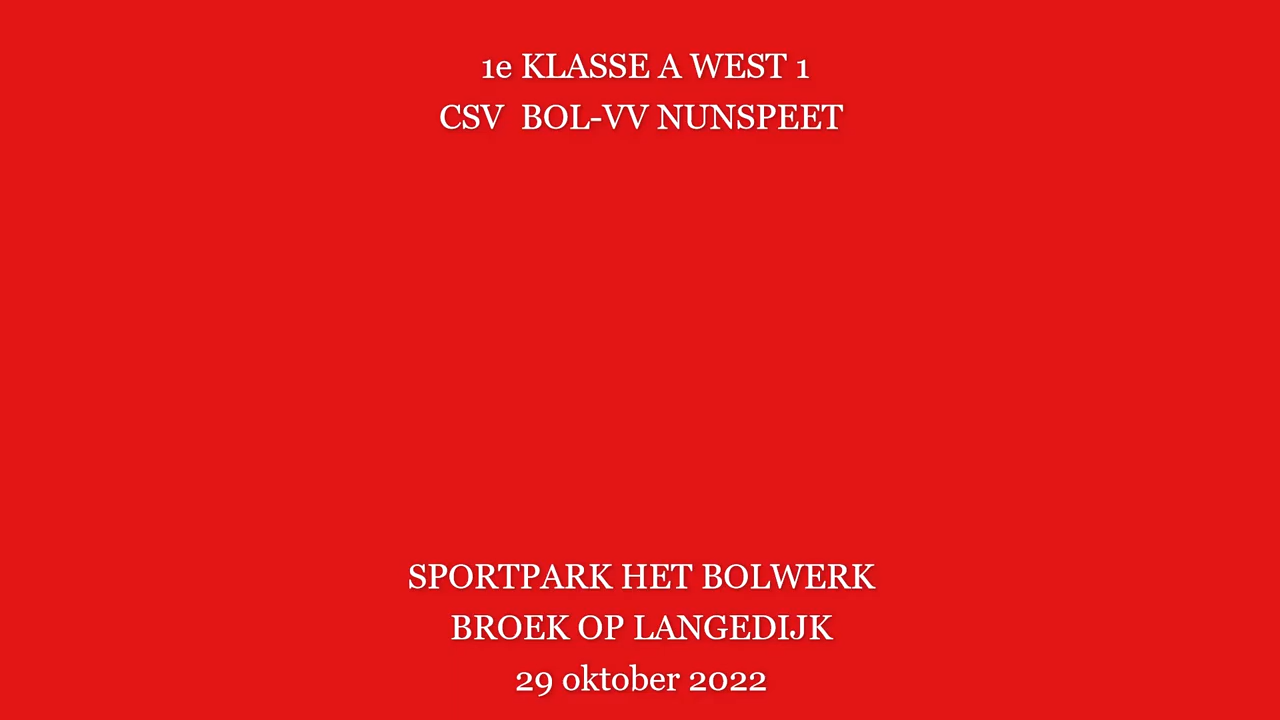 1e KLASSE A WEST 1
CSV  BOL-VV NUNSPEET
SPORTPARK HET BOLWERK
BROEK OP LANGEDIJK
29 oktober 2022